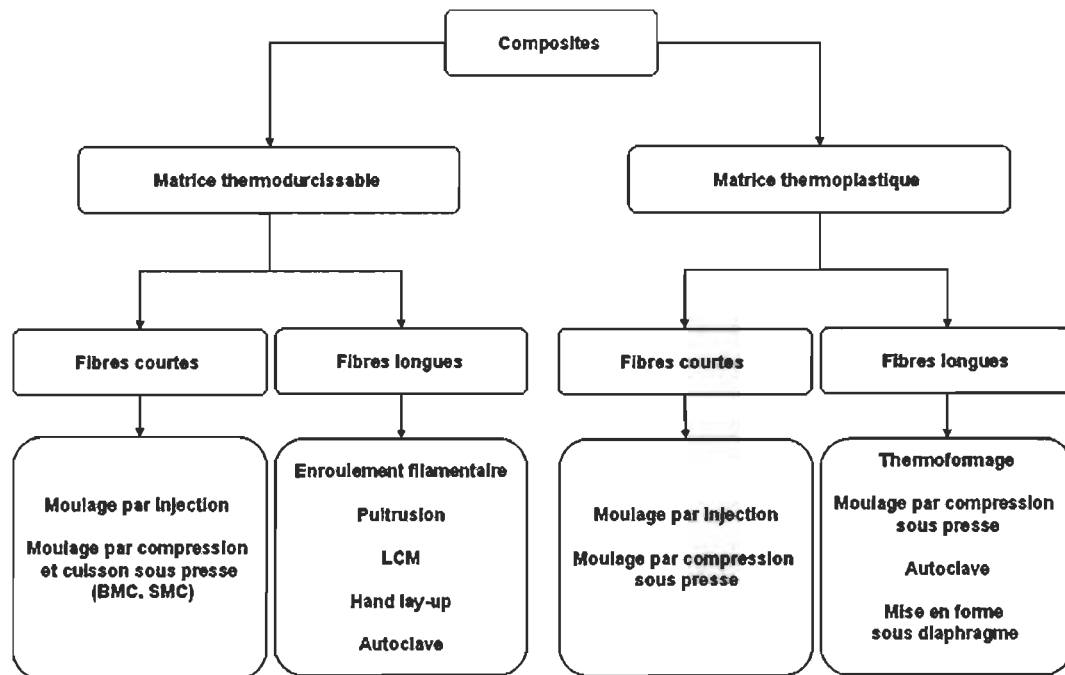 Composites
Matrice thermodurcissable
Matrice thermoplastique
Fibres courtes
Fibres longues
Fibres courtes
Fibres longues
Moulage par injection
Moulage par compression
et cuisson sous presse
(BMC, SMC)
Enroulement filamentaire
Pultrusion
LCM
Hand lay-up
Autoclave
Moulage par injection
Moulage par compression
sous presse
Thermoformage
Moulage par compression
sous presse
Autoclave
Mise en forme
sous diaphragme